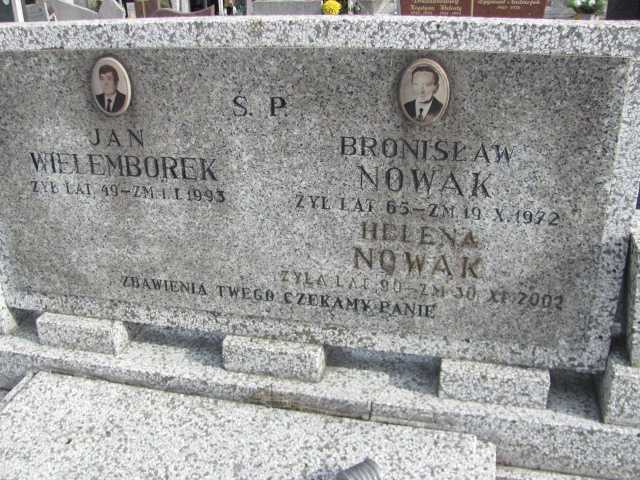 S. P.
JAN
WIELEMBOREK
ŻYŁ LAT 49 – ZM. 1.I. 1993
BRONISŁAW
NOWAK
ŻYŁ LAT 65 – ZM. 19. X. 1972
HELENA
NOWAK
ŻYŁA LAT 90 – ZM 30. XI. 2002
ZBAWIENIA TWEGO CZEKAMY PANIE